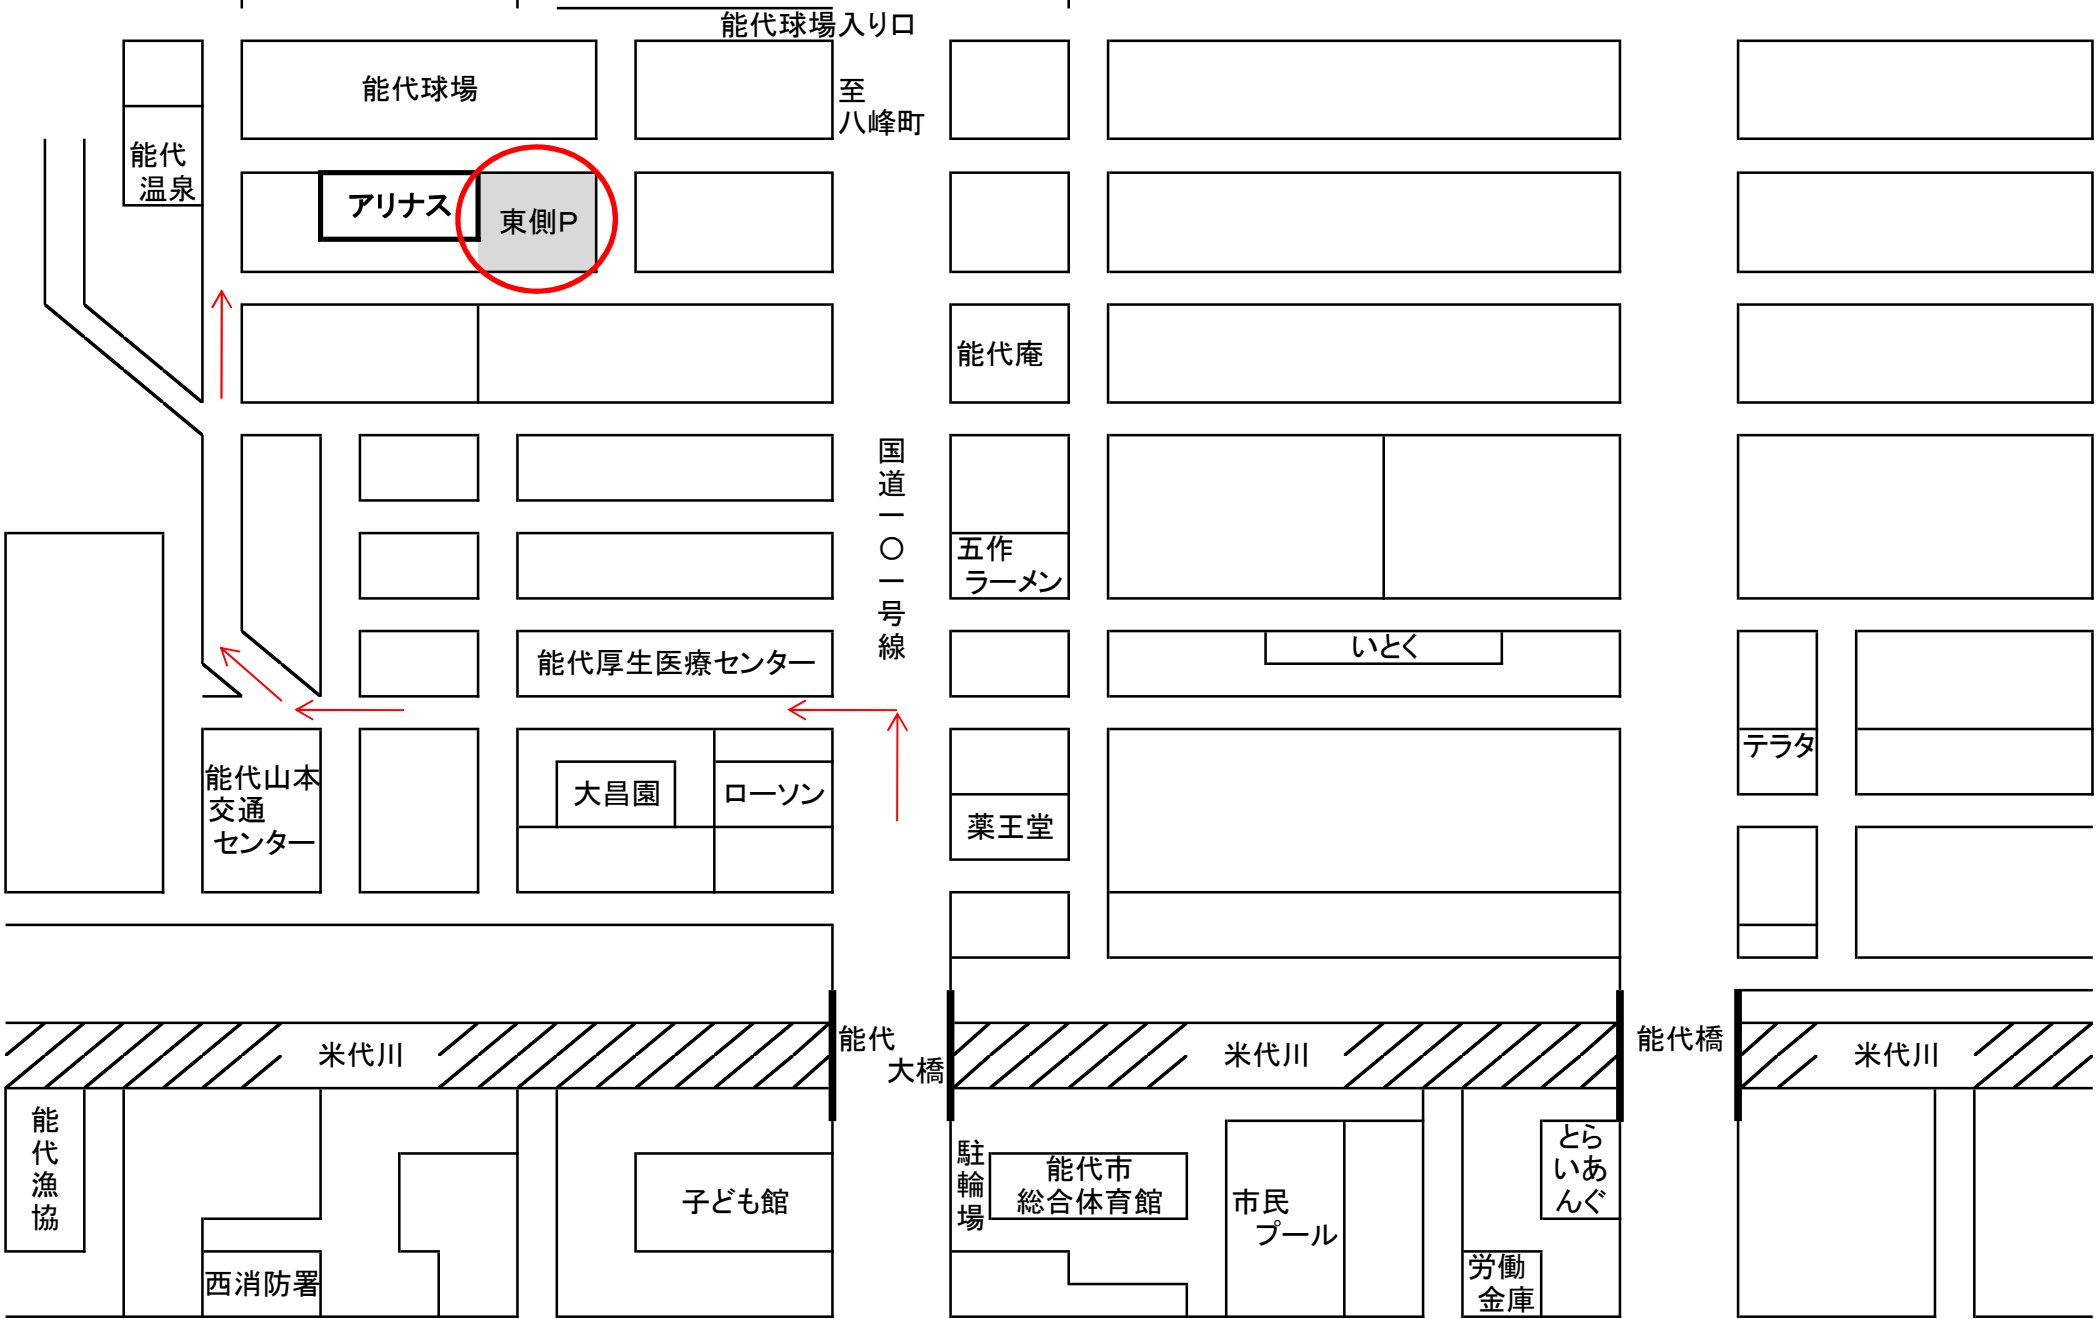 能代球場入り口
能代球場
至
八峰町
能代
温泉
アリナス
東側P
能代庵
国道一〇一号線
五作
ラーメン
能代厚生医療センター
いとく
テラタ
能代山本
交通
センター
大昌園
ローソン
薬王堂
米代川
能代
大橋
米代川
能代橋
米代川
能代漁協
西消防署
子ども館
駐輪場
能代市
総合体育館
市民
プール
とら
いあ
んぐ
労働
金庫